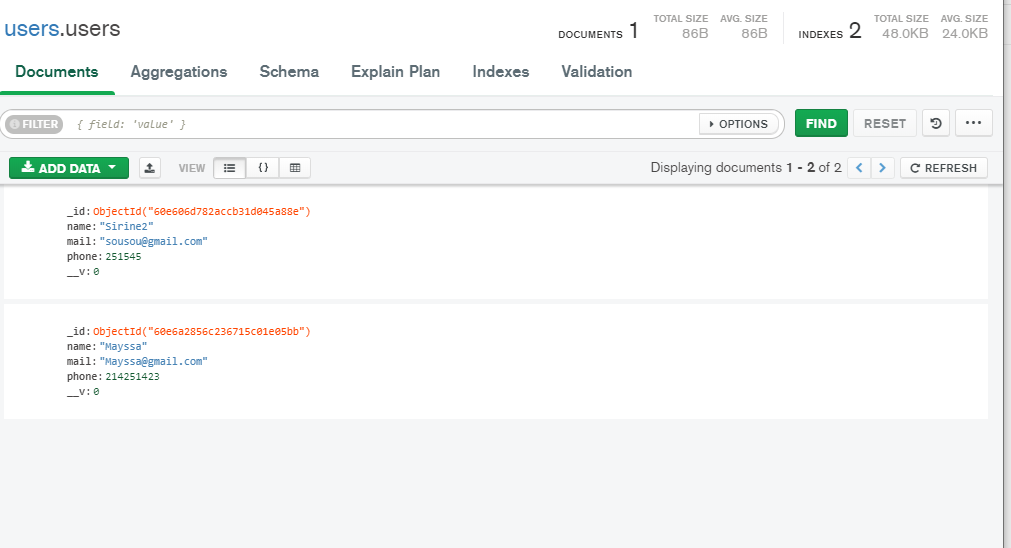 users.users
DOCUMENTS 1 TOTAL SIZE 86B AVG. SIZE 86B INDEXES 2 TOTAL SIZE 48.0KB AVG. SIZE 24.0KB
Documents Aggregations Schema Explain Plan Indexes Validation
FILTER { field: 'value' } OPTIONS FIND RESET ...
ADD DATA VIEW {} Displaying documents 1 - 2 of 2 < > REFRESH
_id: ObjectId("60e606d782accb31d045a88e")
name: "Sirine2"
mail: "sousou@gmail.com"
phone: 251545
__v: 0
_id: ObjectId("60e6a2856c236715c01e05bb")
name: "Mayssa"
mail: "Mayssa@gmail.com"
phone: 214251423
__v: 0